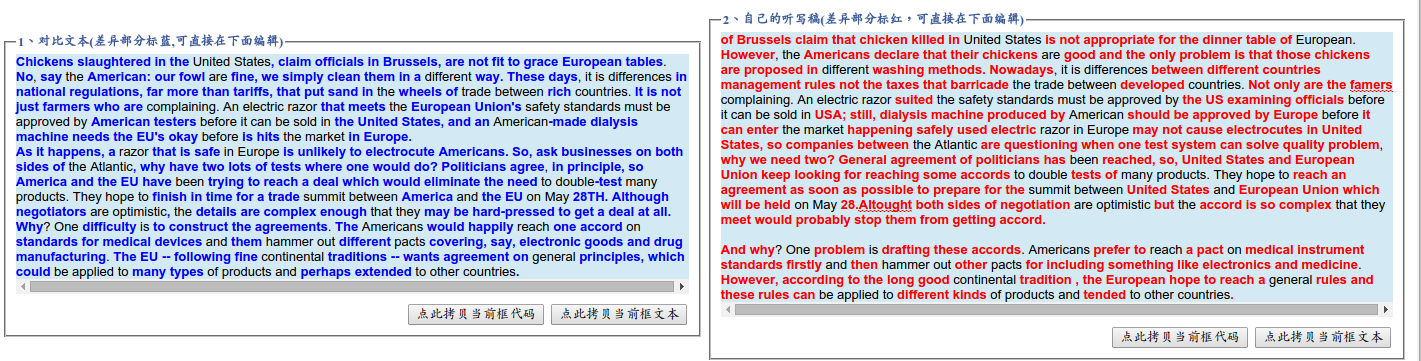 1、对比文本(差异部分标蓝,可直接在下面编辑)
Chickens slaughtered in the United States, claim officials in Brussels, are not fit to grace European tables.
No, say the American: our fowl are fine, we simply clean them in a different way. These days, it is differences in
national regulations, far more than tariffs, that put sand in the wheels of trade between rich countries. It is not
just farmers who are complaining. An electric razor that meets the European Union's safety standards must be
approved by American testers before it can be sold in the United States, and an American-made dialysis
machine needs the EU's okay before is hits the market in Europe.
As it happens, a razor that is safe in Europe is unlikely to electrocute Americans. So, ask businesses on both
sides of the Atlantic, why have two lots of tests where one would do? Politicians agree, in principle, so
America and the EU have been trying to reach a deal which would eliminate the need to double-test many
products. They hope to finish in time for a trade summit between America and the EU on May 28TH. Although
negotiators are optimistic, the details are complex enough that they may be hard-pressed to get a deal at all.
Why? One difficulty is to construct the agreements. The Americans would happily reach one accord on
standards for medical devices and them hammer out different pacts covering, say, electronic goods and drug
manufacturing. The EU -- following fine continental traditions -- wants agreement on general principles, which
could be applied to many types of products and perhaps extended to other countries.
点此拷贝当前框代码
点此拷贝当前框文本
2、自己的听写稿(差异部分标红，可直接在下面编辑)
of Brussels claim that chicken killed in United States is not appropriate for the dinner table of European.
However, the Americans declare that their chickens are good and the only problem is that those chickens
are proposed in different washing methods. Nowadays, it is differences between different countries
management rules not the taxes that barricade the trade between developed countries. Not only are the famers
complaining. An electric razor suited the safety standards must be approved by the US examining officials before
it can be sold in USA; still, dialysis machine produced by American should be approved by Europe before it
can enter the market happening safely used electric razor in Europe may not cause electrocutes in United
States, so companies between the Atlantic are questioning when one test system can solve quality problem,
why we need two? General agreement of politicians has been reached, so, United States and European
Union keep looking for reaching some accords to double tests of many products. They hope to reach an
agreement as soon as possible to prepare for the summit between United States and European Union which
will be held on May 28.Altought both sides of negotiation are optimistic but the accord is so complex that they
meet would probably stop them from getting accord.
And why? One problem is drafting these accords. Americans prefer to reach a pact on medical instrument
standards firstly and then hammer out other pacts for including something like electronics and medicine.
However, according to the long good continental tradition , the European hope to reach a general rules and
these rules can be applied to different kinds of products and tended to other countries.
点此拷贝当前框代码
点此拷贝当前框文本